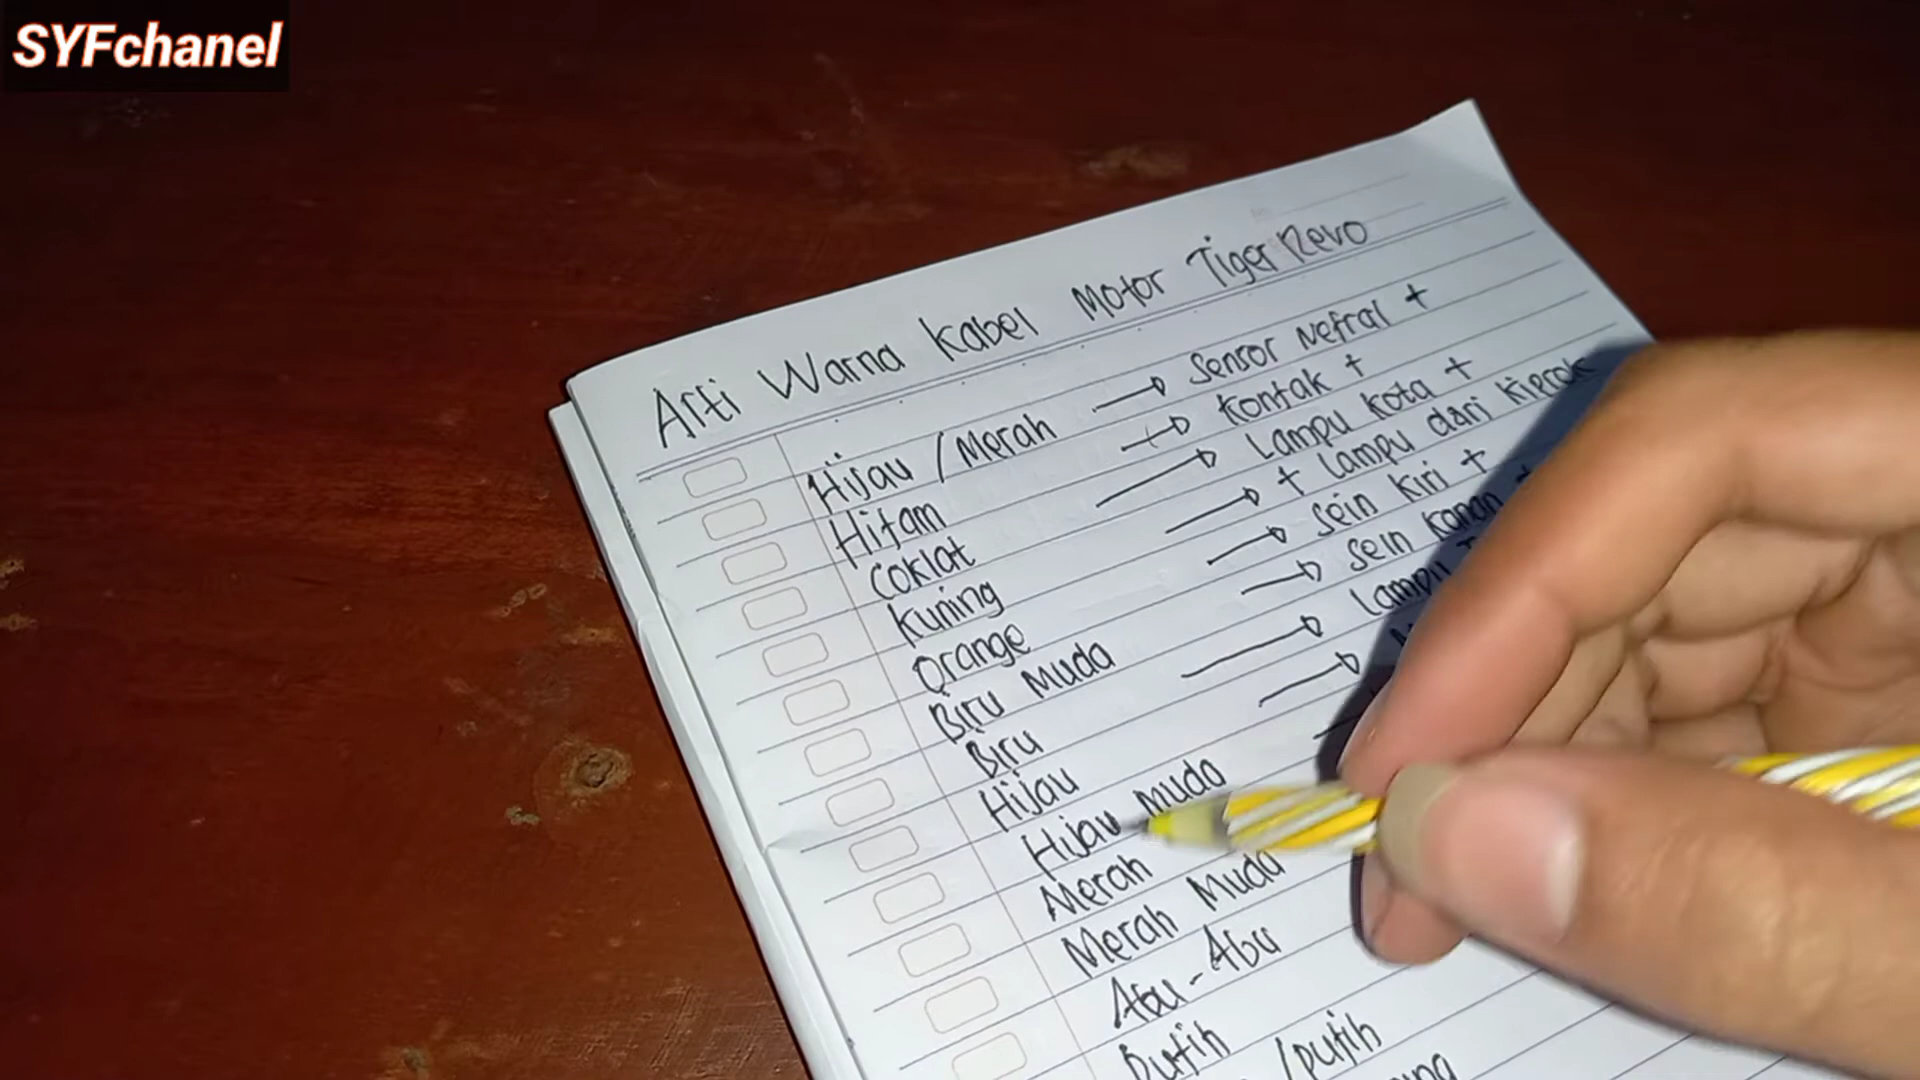 SYFchanel
Arti Warna Kabel Motor Tiger Revo
Hijau / Merah → Sensor Netral +
Hitam → Kontak +
Coklat → Lampu Kota +
Kuning → + Lampu dari Kiprok
Orange → Sein Kiri +
Biru Muda → Sein Kanan
Biru → Lampu
Hijau →
Hijau Muda
Merah
Merah Muda
Abu-Abu
Putih
/putih